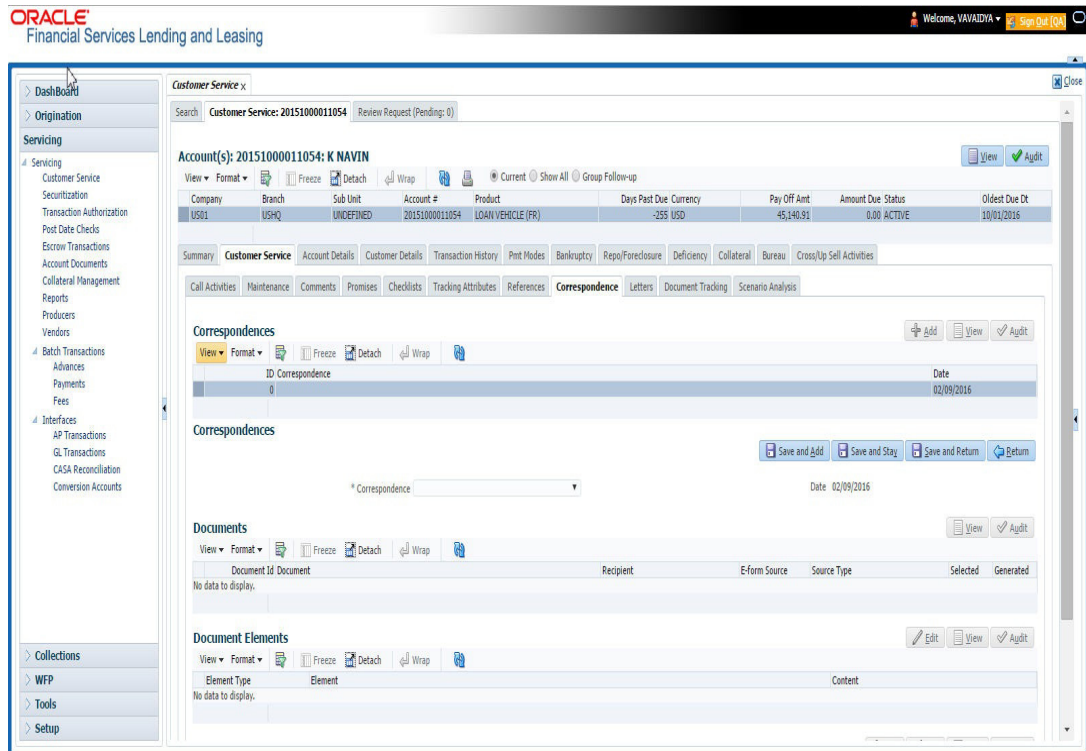 ORACLE
Financial Services Lending and Leasing
Welcome, VAVAIDYA
Sign Out [QA]
DashBoard
Origination
Servicing
Servicing
Customer Service
Securitization
Transaction Authorization
Post Date Checks
Escrow Transactions
Account Documents
Collateral Management
Reports
Producers
Vendors
Batch Transactions
Advances
Payments
Fees
Interfaces
AP Transactions
GL Transactions
CASA Reconciliation
Conversion Accounts
Collections
WFP
Tools
Setup
Customer Service x
Close
Search Customer Service: 20151000011054 Review Request (Pending: 0)
Account(s): 20151000011054: K NAVIN
View Audit
View Format Freeze Detach Wrap Current Show All Group Follow-up
Company Branch Sub Unit Account # Product Days Past Due Currency Pay Off Amt Amount Due Status Oldest Due Dt
US01 USHQ UNDEFINED 20151000011054 LOAN VEHICLE (FR) -255 USD 45,140.91 0.00 ACTIVE 10/01/2016
Summary Customer Service Account Details Customer Details Transaction History Pmt Modes Bankruptcy Repo/Foreclosure Deficiency Collateral Bureau Cross/Up Sell Activities
Call Activities Maintenance Comments Promises Checklists Tracking Attributes References Correspondence Letters Document Tracking Scenario Analysis
Correspondences
Add View Audit
View Format Freeze Detach Wrap
ID Correspondence Date
0 02/09/2016
Correspondences
Save and Add Save and Stay Save and Return Return
* Correspondence Date 02/09/2016
Documents
View Audit
View Format Freeze Detach Wrap
Document Id Document Recipient E-form Source Source Type Selected Generated
No data to display.
Document Elements
Edit View Audit
View Format Freeze Detach Wrap
Element Type Element Content
No data to display.